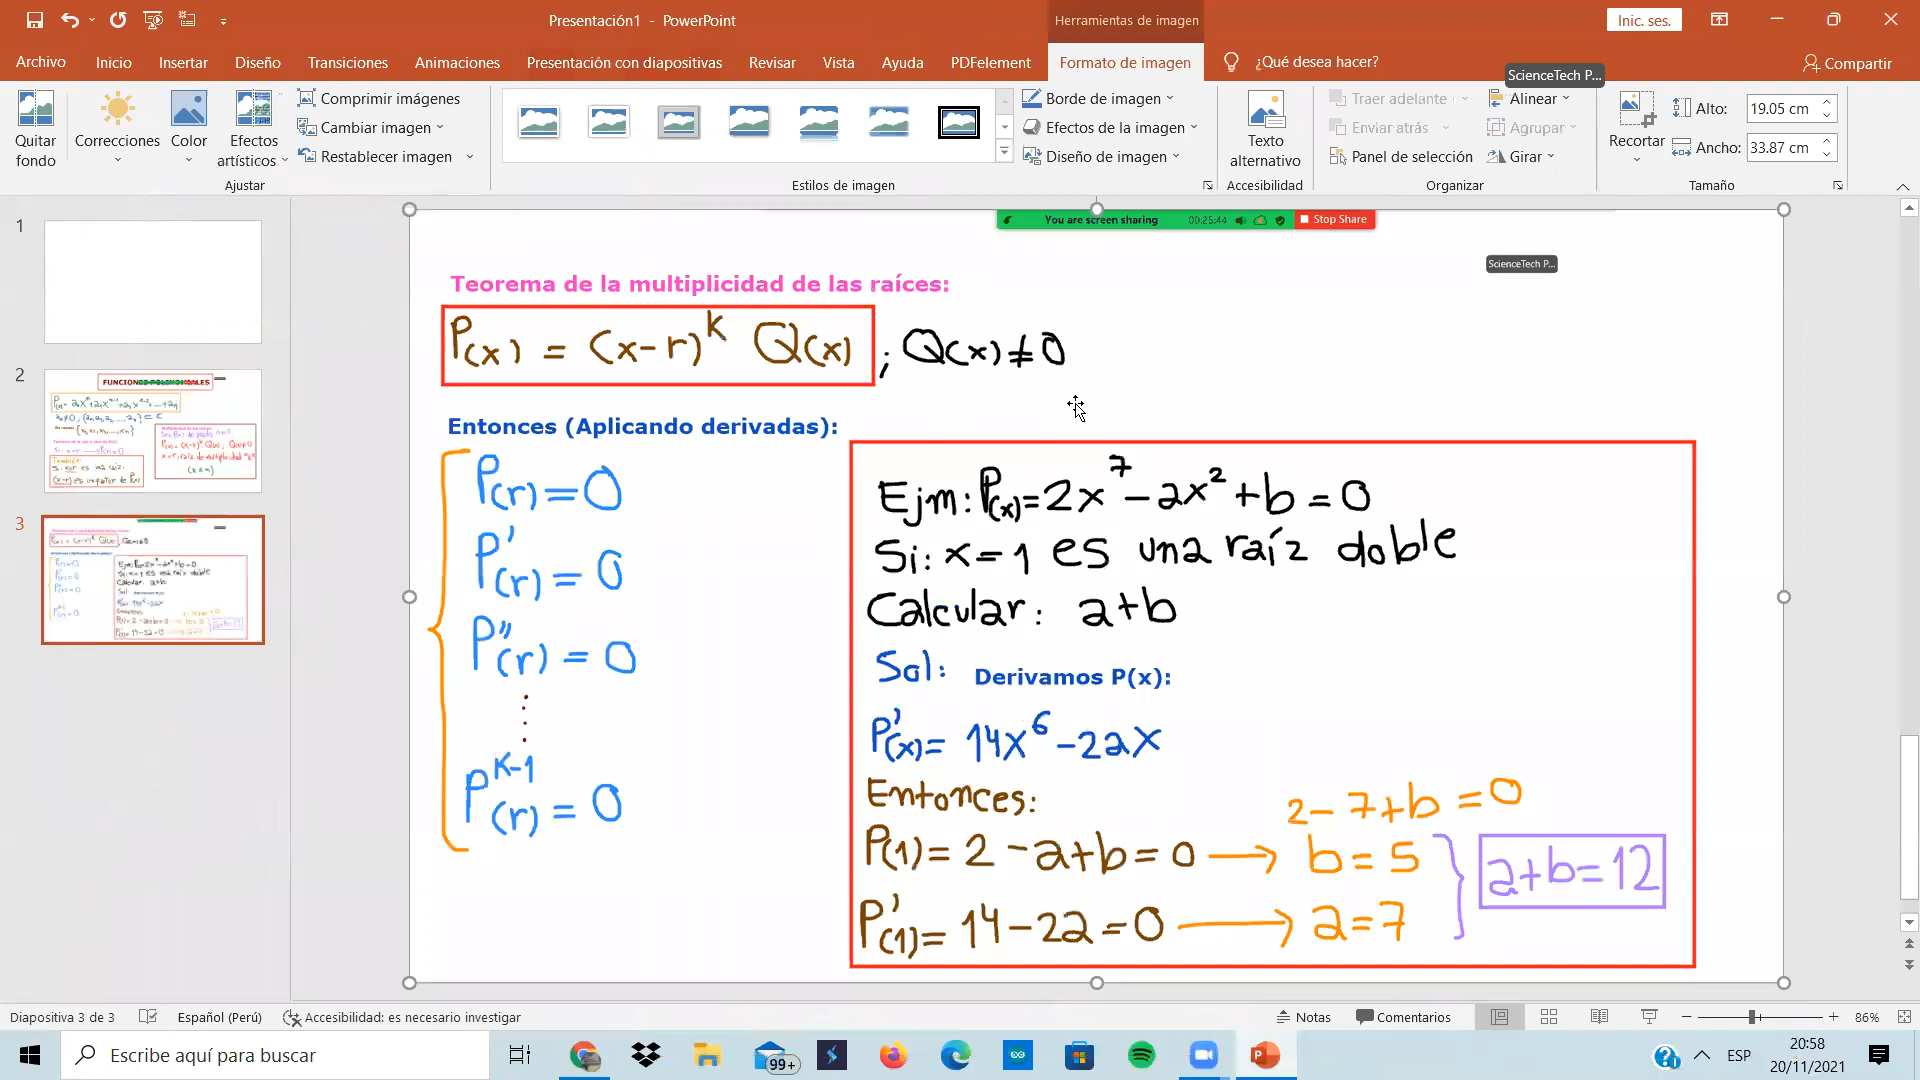 Presentación1 - PowerPoint
Herramientas de imagen
Inic. ses.
Archivo Inicio Insertar Diseño Transiciones Animaciones Presentación con diapositivas Revisar Vista Ayuda PDFelement Formato de imagen ¿Qué desea hacer? Compartir
ScienceTech P...
Quitar fondo
Correcciones
Color
Efectos artísticos
Comprimir imágenes
Cambiar imagen
Restablecer imagen
Ajustar
Estilos de imagen
Borde de imagen
Efectos de la imagen
Diseño de imagen
Texto alternativo
Accesibilidad
Traer adelante
Enviar atrás
Panel de selección
Alinear
Agrupar
Girar
Organizar
Recortar
Alto: 19.05 cm
Ancho: 33.87 cm
Tamaño
1
2
FUNCIONES POLINOMIALES
3
You are screen sharing 00:25:44 Stop Share
ScienceTech P...
Teorema de la multiplicidad de las raíces:
P(x) = (x-r)^K Q(x) ; Q(x) ≠ 0
Entonces (Aplicando derivadas):
P(r) = 0
P'(r) = 0
P''(r) = 0
P^K-1(r) = 0
Ejm: P(x) = 2x^7 - ax^2 + b = 0
Si: x = 1 es una raíz doble
Calcular: a+b
Sol: Derivamos P(x):
P'(x) = 14x^6 - 2ax
Entonces:
2 - 7 + b = 0
P(1) = 2 - a + b = 0 → b = 5
a+b = 12
P'(1) = 14 - 2a = 0 → a = 7
Diapositiva 3 de 3 Español (Perú) Accesibilidad: es necesario investigar Notas Comentarios 86%
Escribe aquí para buscar
99+
ESP
20:58
20/11/2021